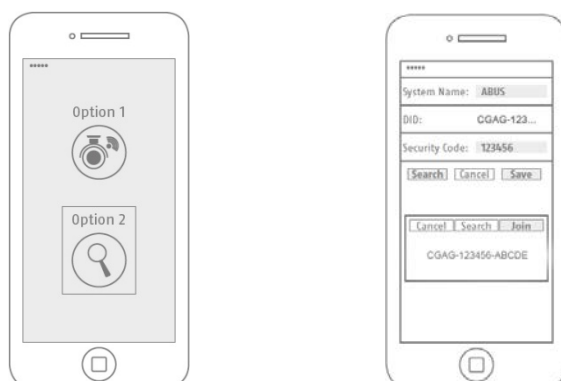 Option 1
Option 2
System Name: ABUS
DID: CGAG-123...
Security Code: 123456
Search Cancel Save
Cancel Search Join
CGAG-123456-ABCDE